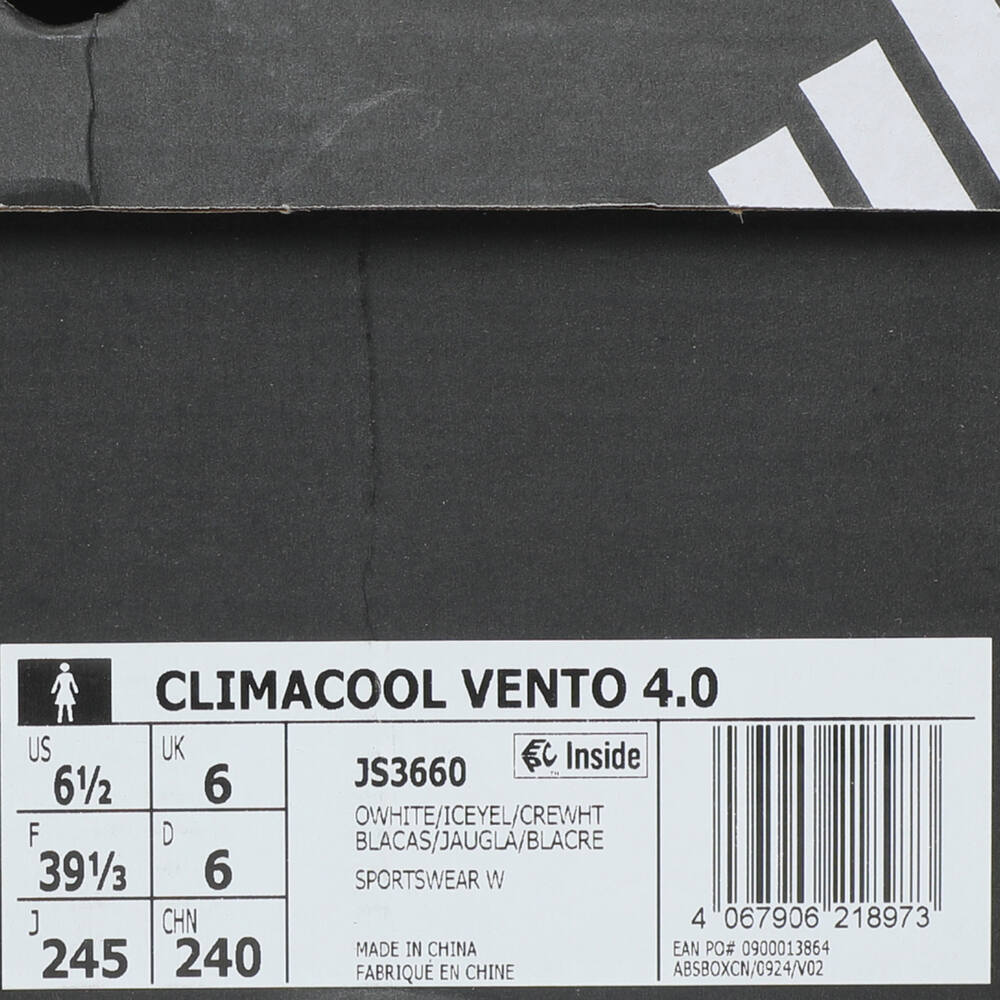 CLIMACOOL VENTO 4.0
US 6½
UK 6
F 39⅓
D 6
J 245
CHN 240
JS3660
Inside
OWHITE/ICEYEL/CREWHT
BLACAS/JAUGLA/BLACRE
SPORTSWEAR W
MADE IN CHINA
FABRIQUÉ EN CHINE
4 067906 218973
EAN PO# 0900013864
ABSBOXCN/0924/V02